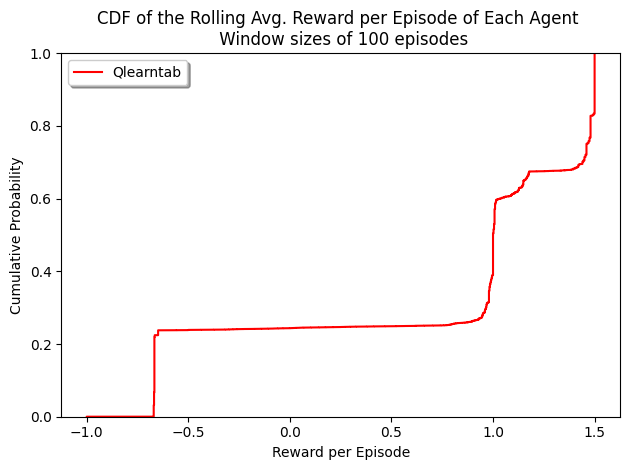 CDF of the Rolling Avg. Reward per Episode of Each Agent
Window sizes of 100 episodes
Qlearntab
1.0
0.8
0.6
0.4
0.2
0.0
Cumulative Probability
−1.0 −0.5 0.0 0.5 1.0 1.5
Reward per Episode